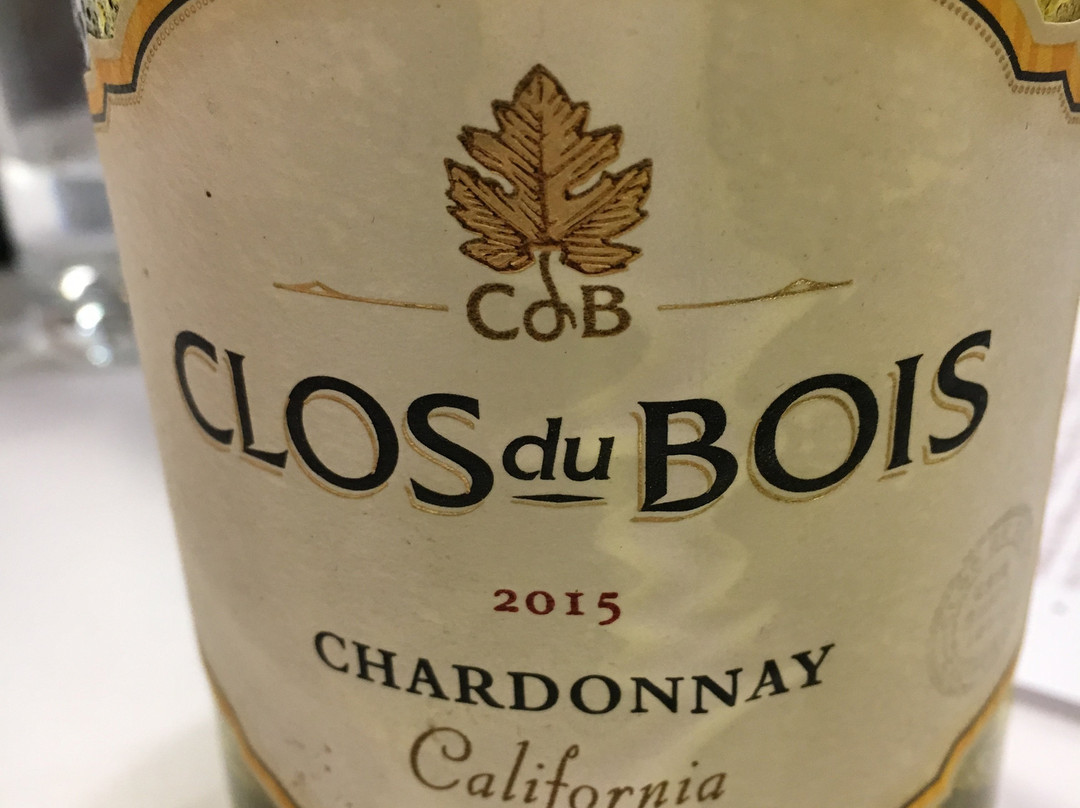 CdB
CLOS du BOIS
2015
CHARDONNAY
California